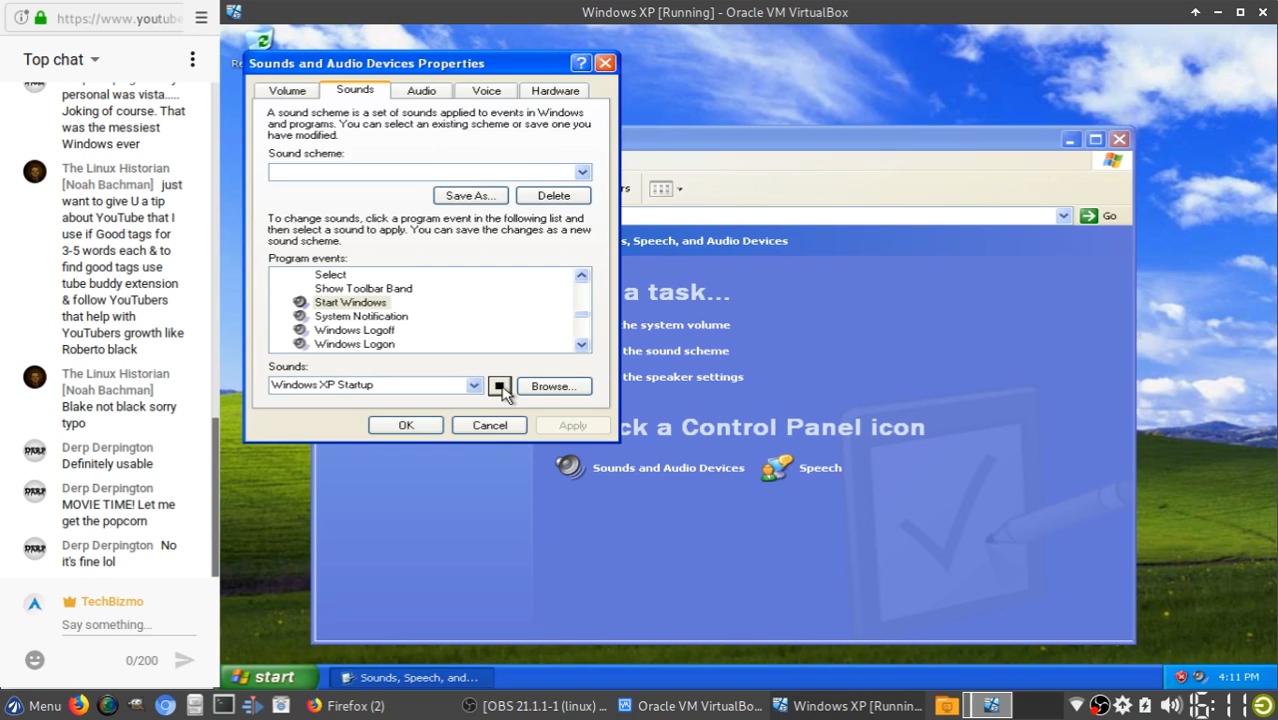 https://www.youtube
Windows XP [Running] - Oracle VM VirtualBox
Top chat
personal was vista.....
Joking of course. That
was the messiest
Windows ever
The Linux Historian
[Noah Bachman] just
want to give U a tip
about YouTube that I
use if Good tags for
3-5 words each & to
find good tags use
tube buddy extension
& follow YouTubers
that help with
YouTubers growth like
Roberto black
The Linux Historian
[Noah Bachman]
Blake not black sorry
typo
Derp Derpington
Definitely usable
Derp Derpington
MOVIE TIME! Let me
get the popcorn
Derp Derpington No
it's fine lol
TechBizmo
Say something...
0/200
Re
Sounds and Audio Devices Properties
Volume
Sounds
Audio
Voice
Hardware
A sound scheme is a set of sounds applied to events in Windows
and programs. You can select an existing scheme or save one you
have modified.
Sound scheme:
Save As...
Delete
To change sounds, click a program event in the following list and
then select a sound to apply. You can save the changes as a new
sound scheme.
Program events:
Select
Show Toolbar Band
Start Windows
System Notification
Windows Logoff
Windows Logon
Sounds:
Windows XP Startup
Browse...
OK
Cancel
Apply
rs
Go
s, Speech, and Audio Devices
a task...
the system volume
the sound scheme
the speaker settings
ck a Control Panel icon
Sounds and Audio Devices
Speech
start
Sounds, Speech, and...
4:11 PM
Menu
Firefox (2)
[OBS 21.1.1-1 (linux) ...
Oracle VM VirtualBo...
Windows XP [Runnin...
16:11